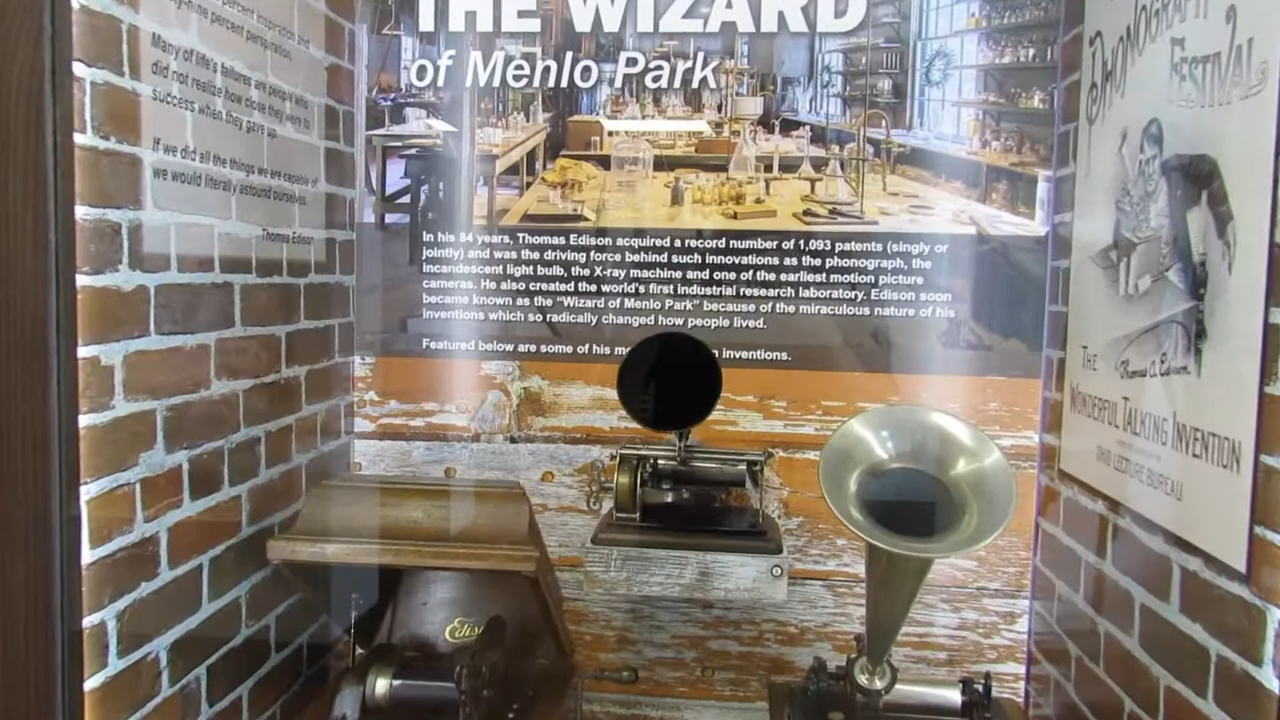 percent inspiration and
ty-nine percent perspiration.
Many of life's failures are people who
did not realize how close they were to
success when they gave up.
If we did all the things we are capable of,
we would literally astound ourselves.
Thomas Edison
THE WIZARD
of Menlo Park
In his 84 years, Thomas Edison acquired a record number of 1,093 patents (singly or
jointly) and was the driving force behind such innovations as the phonograph, the
incandescent light bulb, the X-ray machine and one of the earliest motion picture
cameras. He also created the world's first industrial research laboratory. Edison soon
became known as the "Wizard of Menlo Park" because of the miraculous nature of his
inventions which so radically changed how people lived.
Featured below are some of his mo n inventions.
Edis
PHONOGRAPH
FESTIVAL
THE
Thomas A. Edison
WONDERFUL TALKING INVENTION
OHIO LECTURE BUREAU